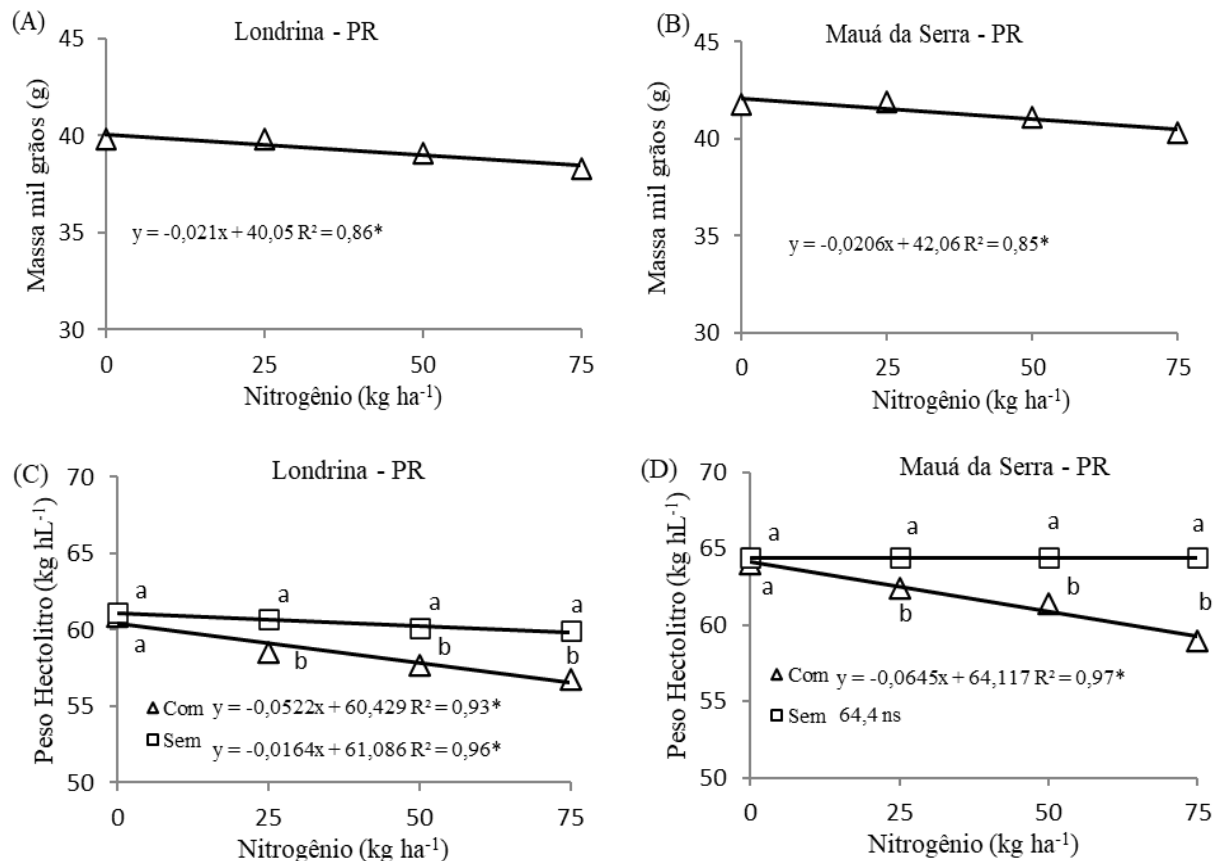 (A)
Londrina - PR
Massa mil grãos (g)
45
40
35
30
y = -0,021x + 40,05 R² = 0,86*
0 25 50 75
Nitrogênio (kg ha⁻¹)
(B)
Mauá da Serra - PR
Massa mil grãos (g)
45
40
35
30
y = -0,0206x + 42,06 R² = 0,85*
0 25 50 75
Nitrogênio (kg ha⁻¹)
(C)
Londrina - PR
Peso Hectolitro (kg hL⁻¹)
70
65
60
55
50
a a a a
a b b b
Com y = -0,0522x + 60,429 R² = 0,93*
Sem y = -0,0164x + 61,086 R² = 0,96*
0 25 50 75
Nitrogênio (kg ha⁻¹)
(D)
Mauá da Serra - PR
Peso Hectolitro (kg hL⁻¹)
70
65
60
55
50
a a a a
a b b b
Com y = -0,0645x + 64,117 R² = 0,97*
Sem 64,4 ns
0 25 50 75
Nitrogênio (kg ha⁻¹)